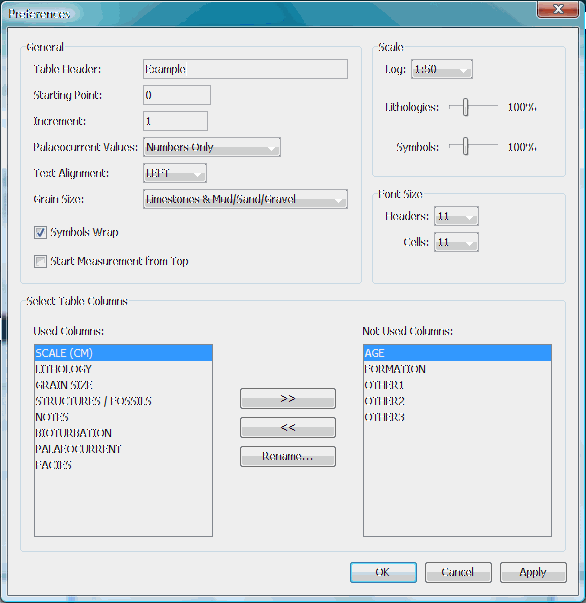 Preferences
General
Table Header: Example
Starting Point: 0
Increment: 1
Palaeocurrent Values: Numbers Only
Text Alignment: LEFT
Grain Size: Limestones & Mud/Sand/Gravel
Symbols Wrap
Start Measurement from Top
Scale
Log: 1:50
Lithologies: 100%
Symbols: 100%
Font Size
Headers: 11
Cells: 11
Select Table Columns
Used Columns:
SCALE (CM)
LITHOLOGY
GRAIN SIZE
STRUCTURES / FOSSILS
NOTES
BIOTURBATION
PALAEOCURRENT
FACIES
>>
<<
Rename...
Not Used Columns:
AGE
FORMATION
OTHER1
OTHER2
OTHER3
OK Cancel Apply